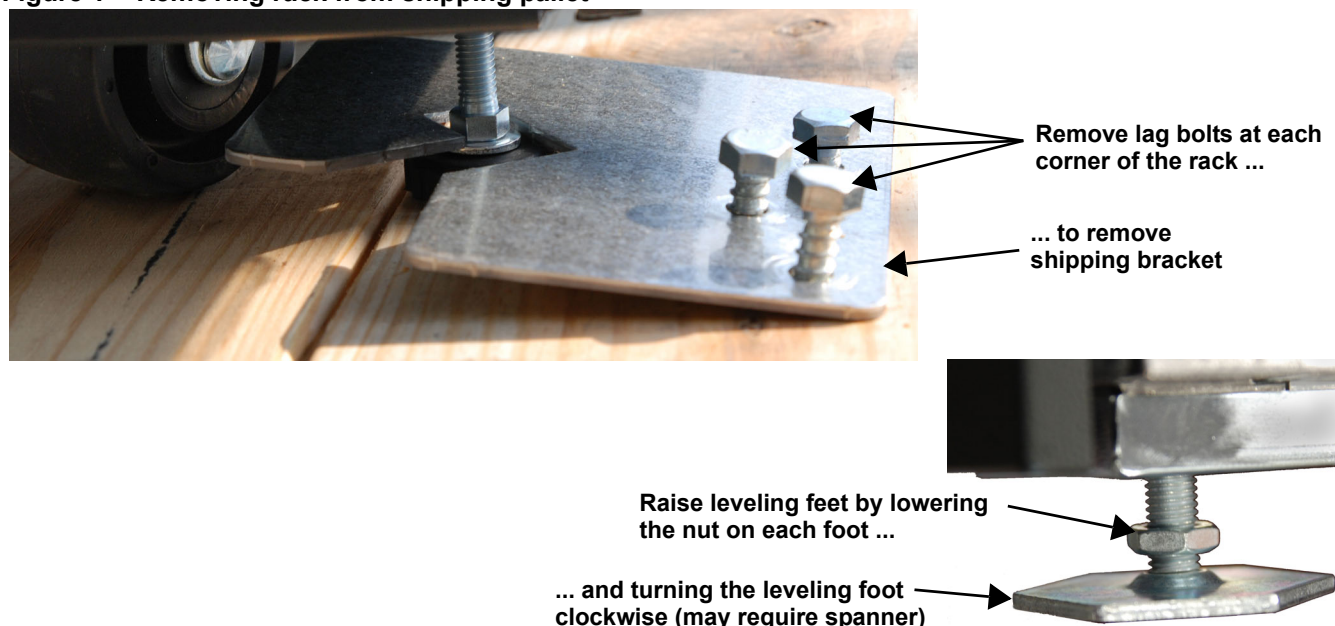 Remove lag bolts at each
corner of the rack ...
... to remove
shipping bracket
Raise leveling feet by lowering
the nut on each foot ...
... and turning the leveling foot
clockwise (may require spanner)